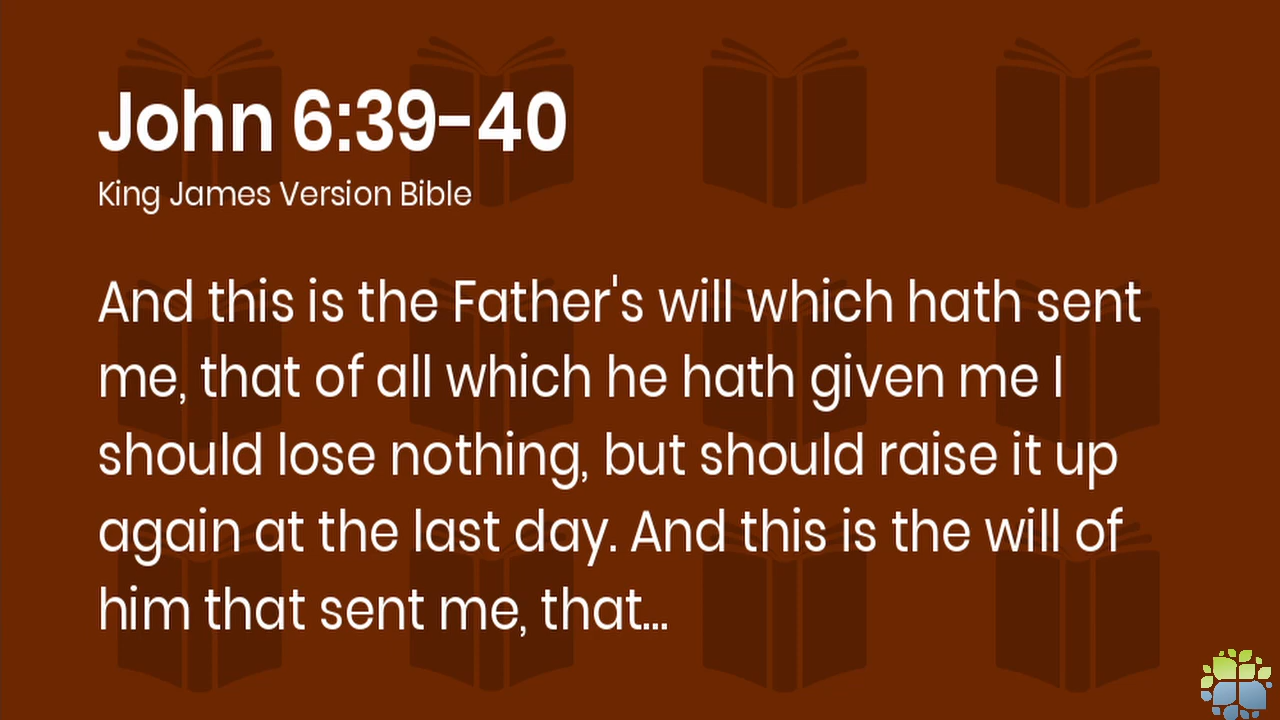 John 6:39-40
King James Version Bible
And this is the Father's will which hath sent
me, that of all which he hath given me I
should lose nothing, but should raise it up
again at the last day. And this is the will of
him that sent me, that...